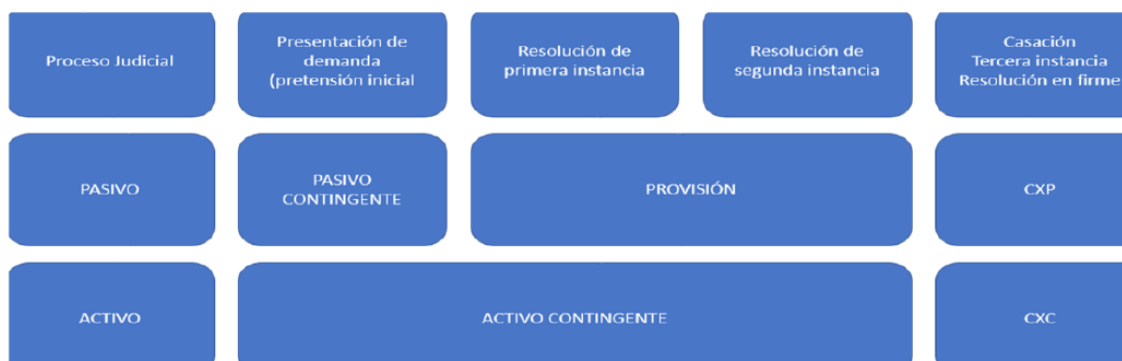 Proceso Judicial
Presentación de
demanda
(pretensión inicial
Resolución de
primera instancia
Resolución de
segunda instancia
Casación
Tercera instancia
Resolución en firme
PASIVO
PASIVO
CONTINGENTE
PROVISIÓN
CXP
ACTIVO
ACTIVO CONTINGENTE
CXC